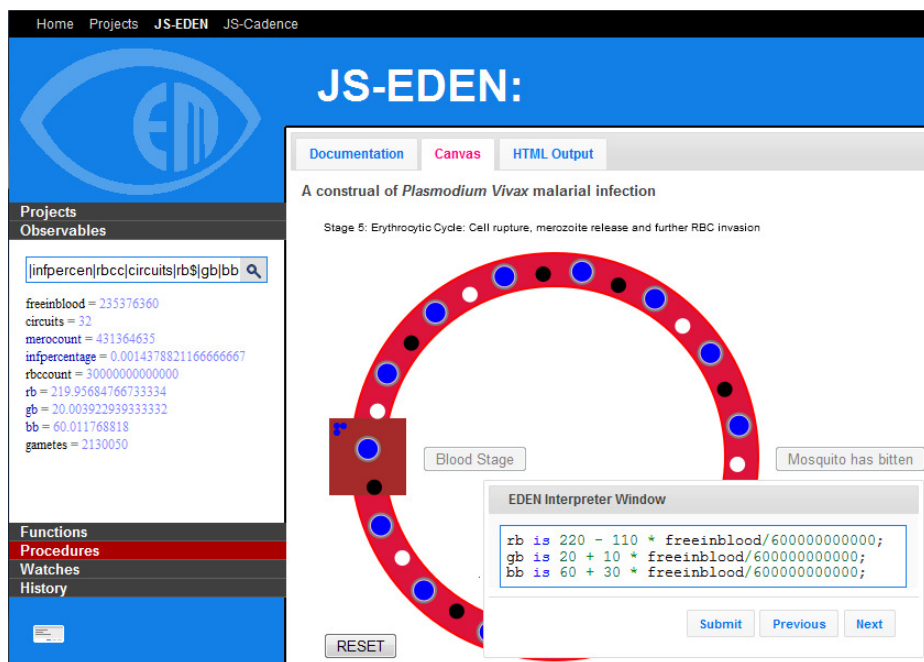 Home Projects JS-EDEN JS-Cadence
EM
JS-EDEN:
Documentation Canvas HTML Output
A construal of Plasmodium Vivax malarial infection
Stage 5: Erythrocytic Cycle: Cell rupture, merozoite release and further RBC invasion
Projects
Observables
|infpercen|rbcc|circuits|rb$|gb|bb
freeinblood = 235376360
circuits = 32
merocount = 431364635
infpercentage = 0.0014378821166666667
rbccount = 30000000000000
rb = 219.95684766733334
gb = 20.003922939333332
bb = 60.011768818
gametes = 2130050
Functions
Procedures
Watches
History
Blood Stage
Mosquito has bitten
EDEN Interpreter Window
rb is 220 - 110 * freeinblood/600000000000;
gb is 20 + 10 * freeinblood/600000000000;
bb is 60 + 30 * freeinblood/600000000000;
Submit Previous Next
RESET